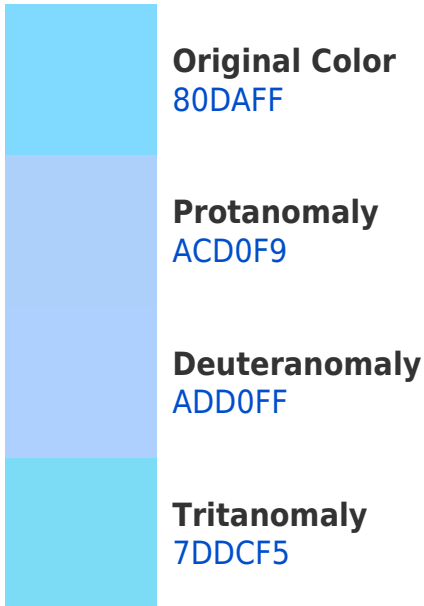 Original Color
80DAFF
Protanomaly
ACD0F9
Deuteranomaly
ADD0FF
Tritanomaly
7DDCF5